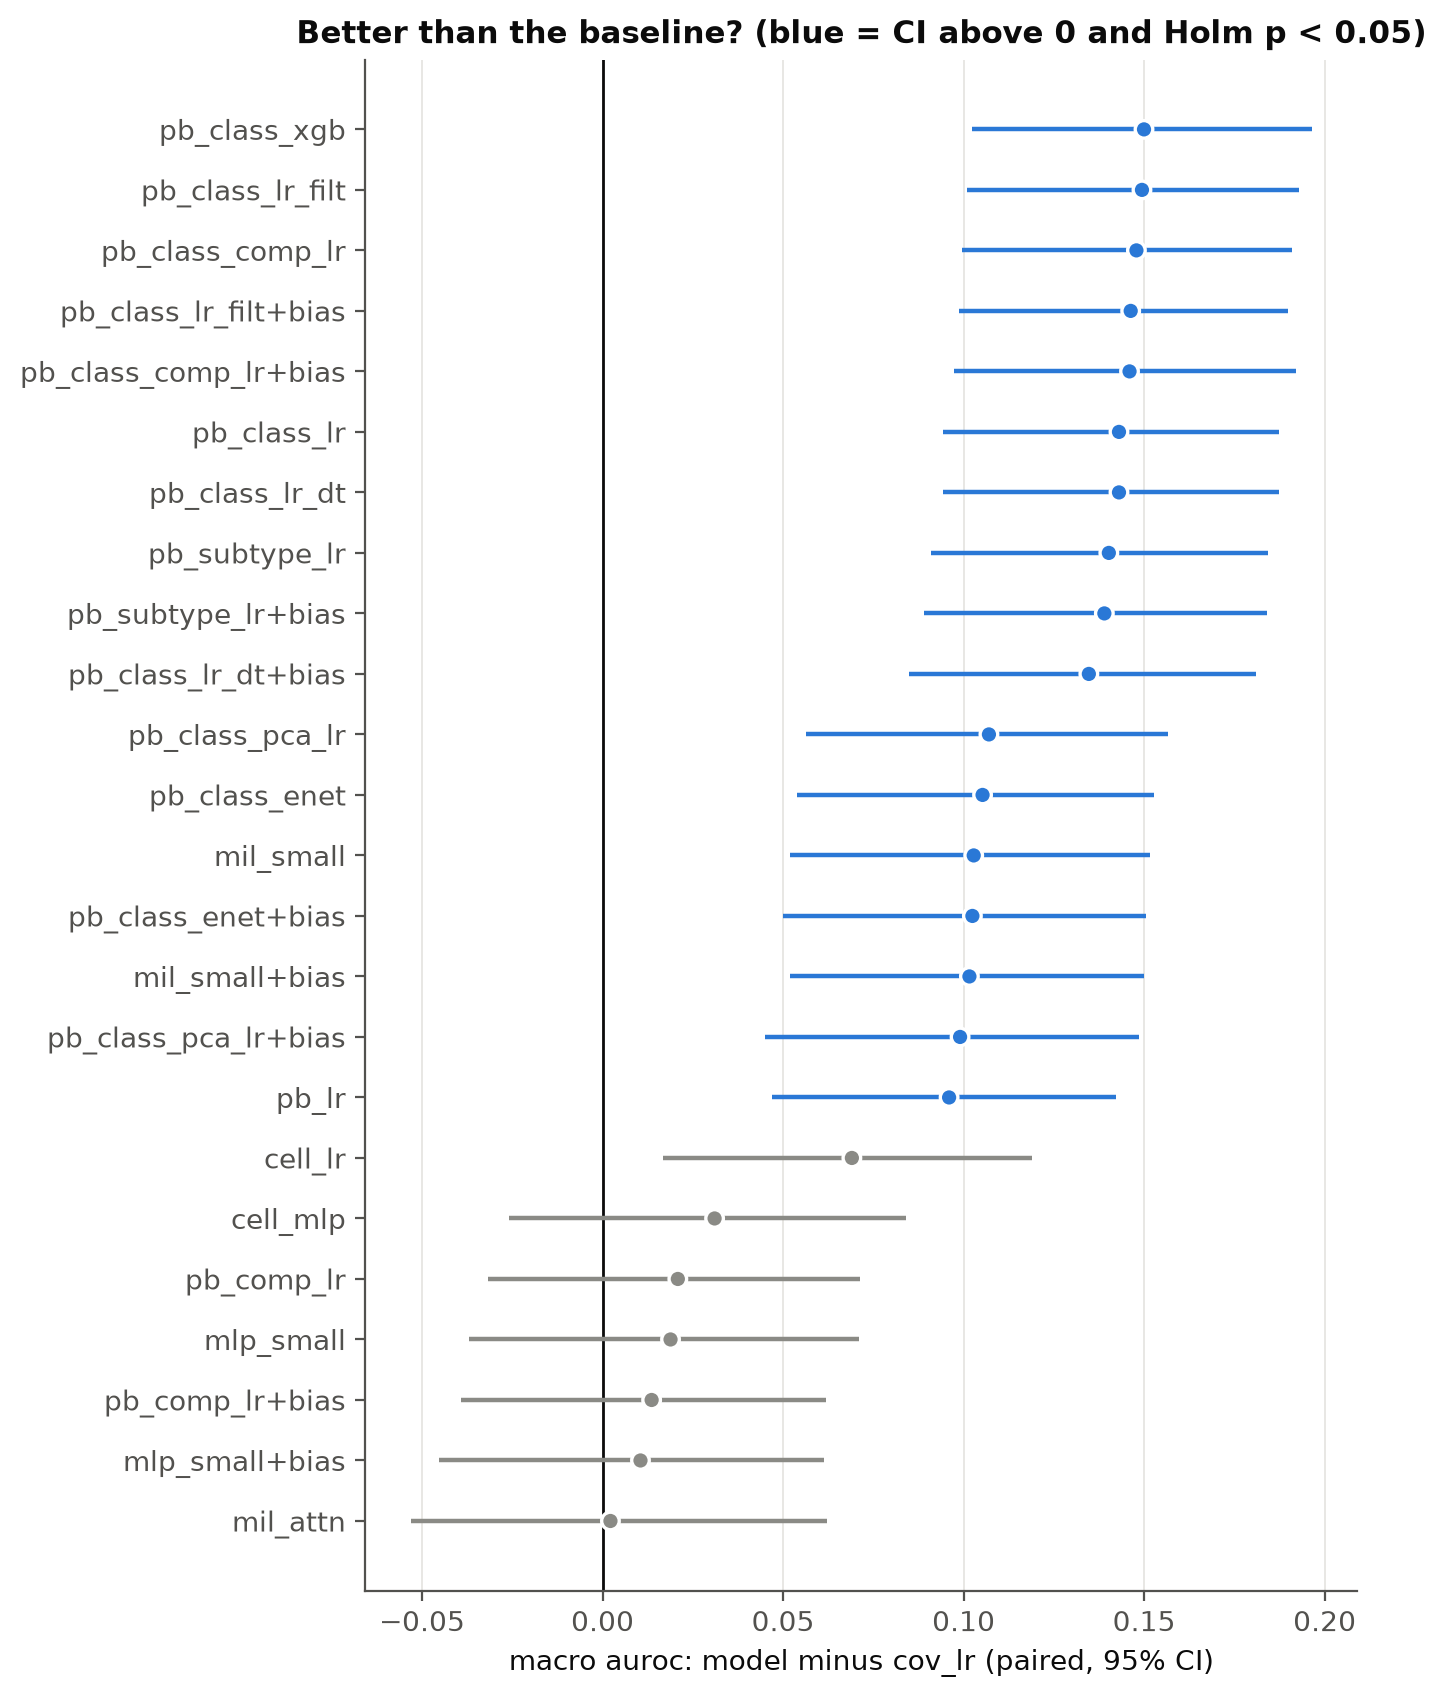 Better than the baseline? (blue = CI above 0 and Holm p < 0.05)
pb_class_xgb
pb_class_lr_filt
pb_class_comp_lr
pb_class_lr_filt+bias
pb_class_comp_lr+bias
pb_class_lr
pb_class_lr_dt
pb_subtype_lr
pb_subtype_lr+bias
pb_class_lr_dt+bias
pb_class_pca_lr
pb_class_enet
mil_small
pb_class_enet+bias
mil_small+bias
pb_class_pca_lr+bias
pb_lr
cell_lr
cell_mlp
pb_comp_lr
mlp_small
pb_comp_lr+bias
mlp_small+bias
mil_attn
−0.05 0.00 0.05 0.10 0.15 0.20
macro auroc: model minus cov_lr (paired, 95% CI)